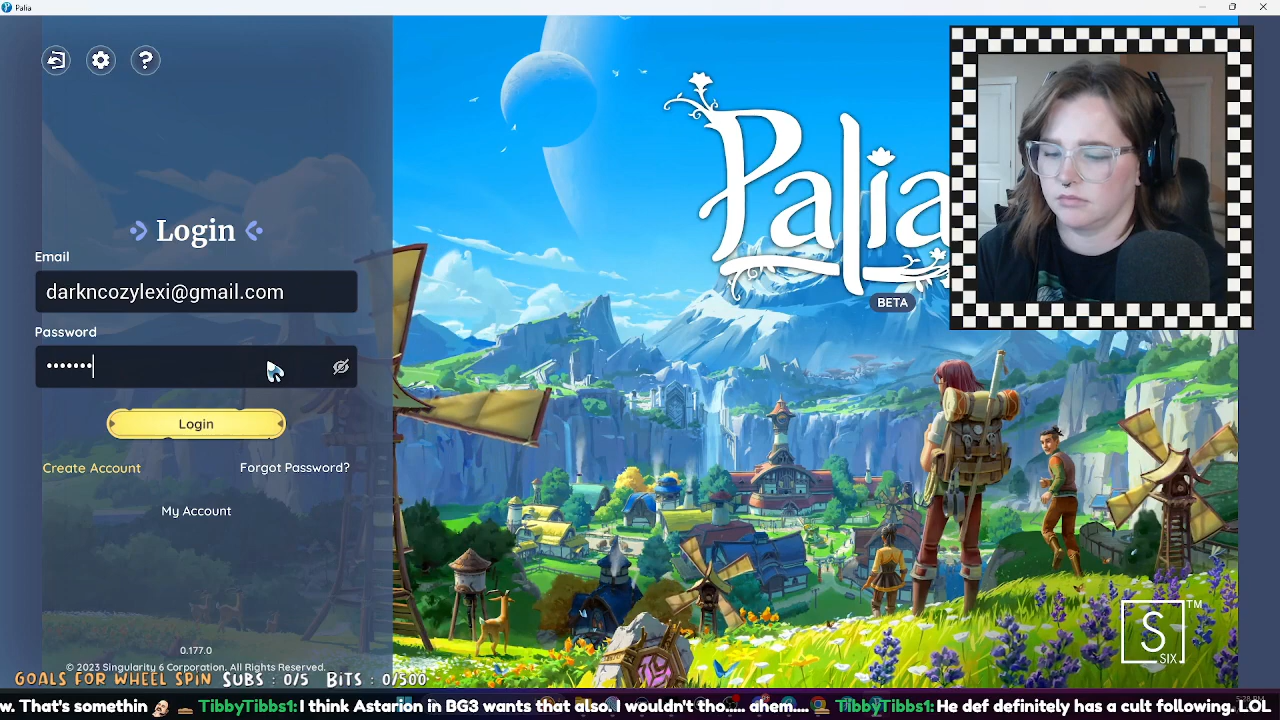 Palia
Palia
BETA
Login
Email
darkncozylexi@gmail.com
Password
•••••••
Login
Create Account
Forgot Password?
My Account
0.177.0
© 2023 Singularity 6 Corporation. All Rights Reserved.
S
SIX
TM
GOALS FOR WHEEL SPIN SUBS : 0/5 BITS : 0/500
w. That's somethin TibbyTibbs1: I think Astarion in BG3 wants that also. I wouldn't tho..... ahem.... TibbyTibbs1: He def definitely has a cult following. LOL